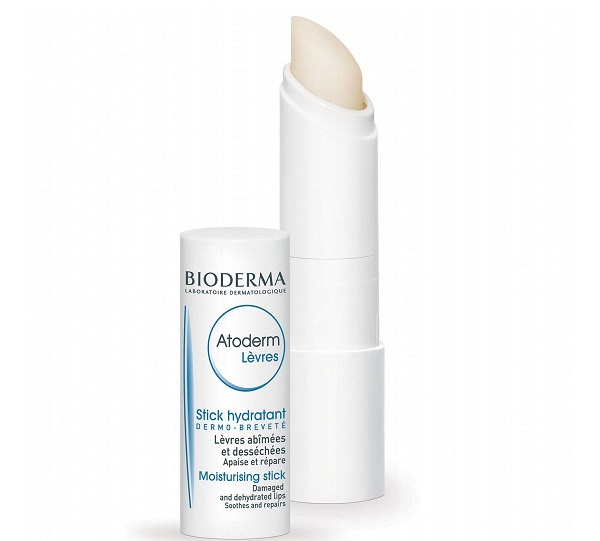 BIODERMA
LABORATOIRE DERMATOLOGIQUE
Atoderm
Lèvres
Stick hydratant
DERMO-BREVETÉ
Lèvres abîmées
et desséchées
Apaise et répare
Moisturising stick
Damaged
and dehydrated lips
Soothes and repairs